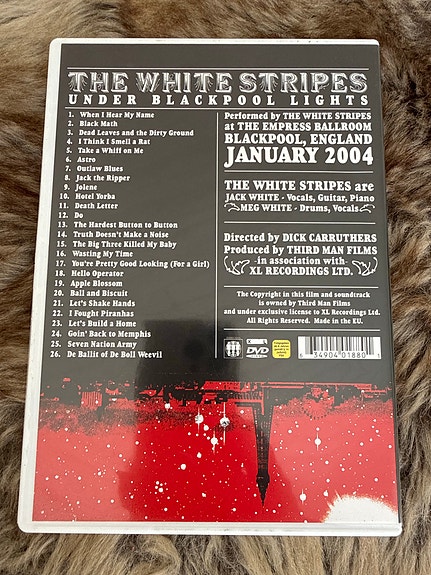 THE WHITE STRIPES
UNDER BLACKPOOL LIGHTS
1. When I Hear My Name
2. Black Math
3. Dead Leaves and the Dirty Ground
4. I Think I Smell a Rat
5. Take a Whiff on Me
6. Astro
7. Outlaw Blues
8. Jack the Ripper
9. Jolene
10. Hotel Yorba
11. Death Letter
12. Do
13. The Hardest Button to Button
14. Truth Doesn't Make a Noise
15. The Big Three Killed My Baby
16. Wasting My Time
17. You're Pretty Good Looking (For a Girl)
18. Hello Operator
19. Apple Blossom
20. Ball and Biscuit
21. Let's Shake Hands
22. I Fought Piranhas
23. Let's Build a Home
24. Goin' Back to Memphis
25. Seven Nation Army
26. De Ballit of De Boll Weevil
Performed by THE WHITE STRIPES
at THE EMPRESS BALLROOM
BLACKPOOL, ENGLAND
JANUARY 2004
THE WHITE STRIPES are
JACK WHITE - Vocals, Guitar, Piano
MEG WHITE - Drums, Vocals
Directed by DICK CARRUTHERS
Produced by THIRD MAN FILMS
-in association with-
XL RECORDINGS LTD.
The Copyright in this film and soundtrack
is owned by Third Man Films
and under exclusive license to XL Recordings Ltd.
All Rights Reserved. Made in the EU.
DVD
5 34904 01880